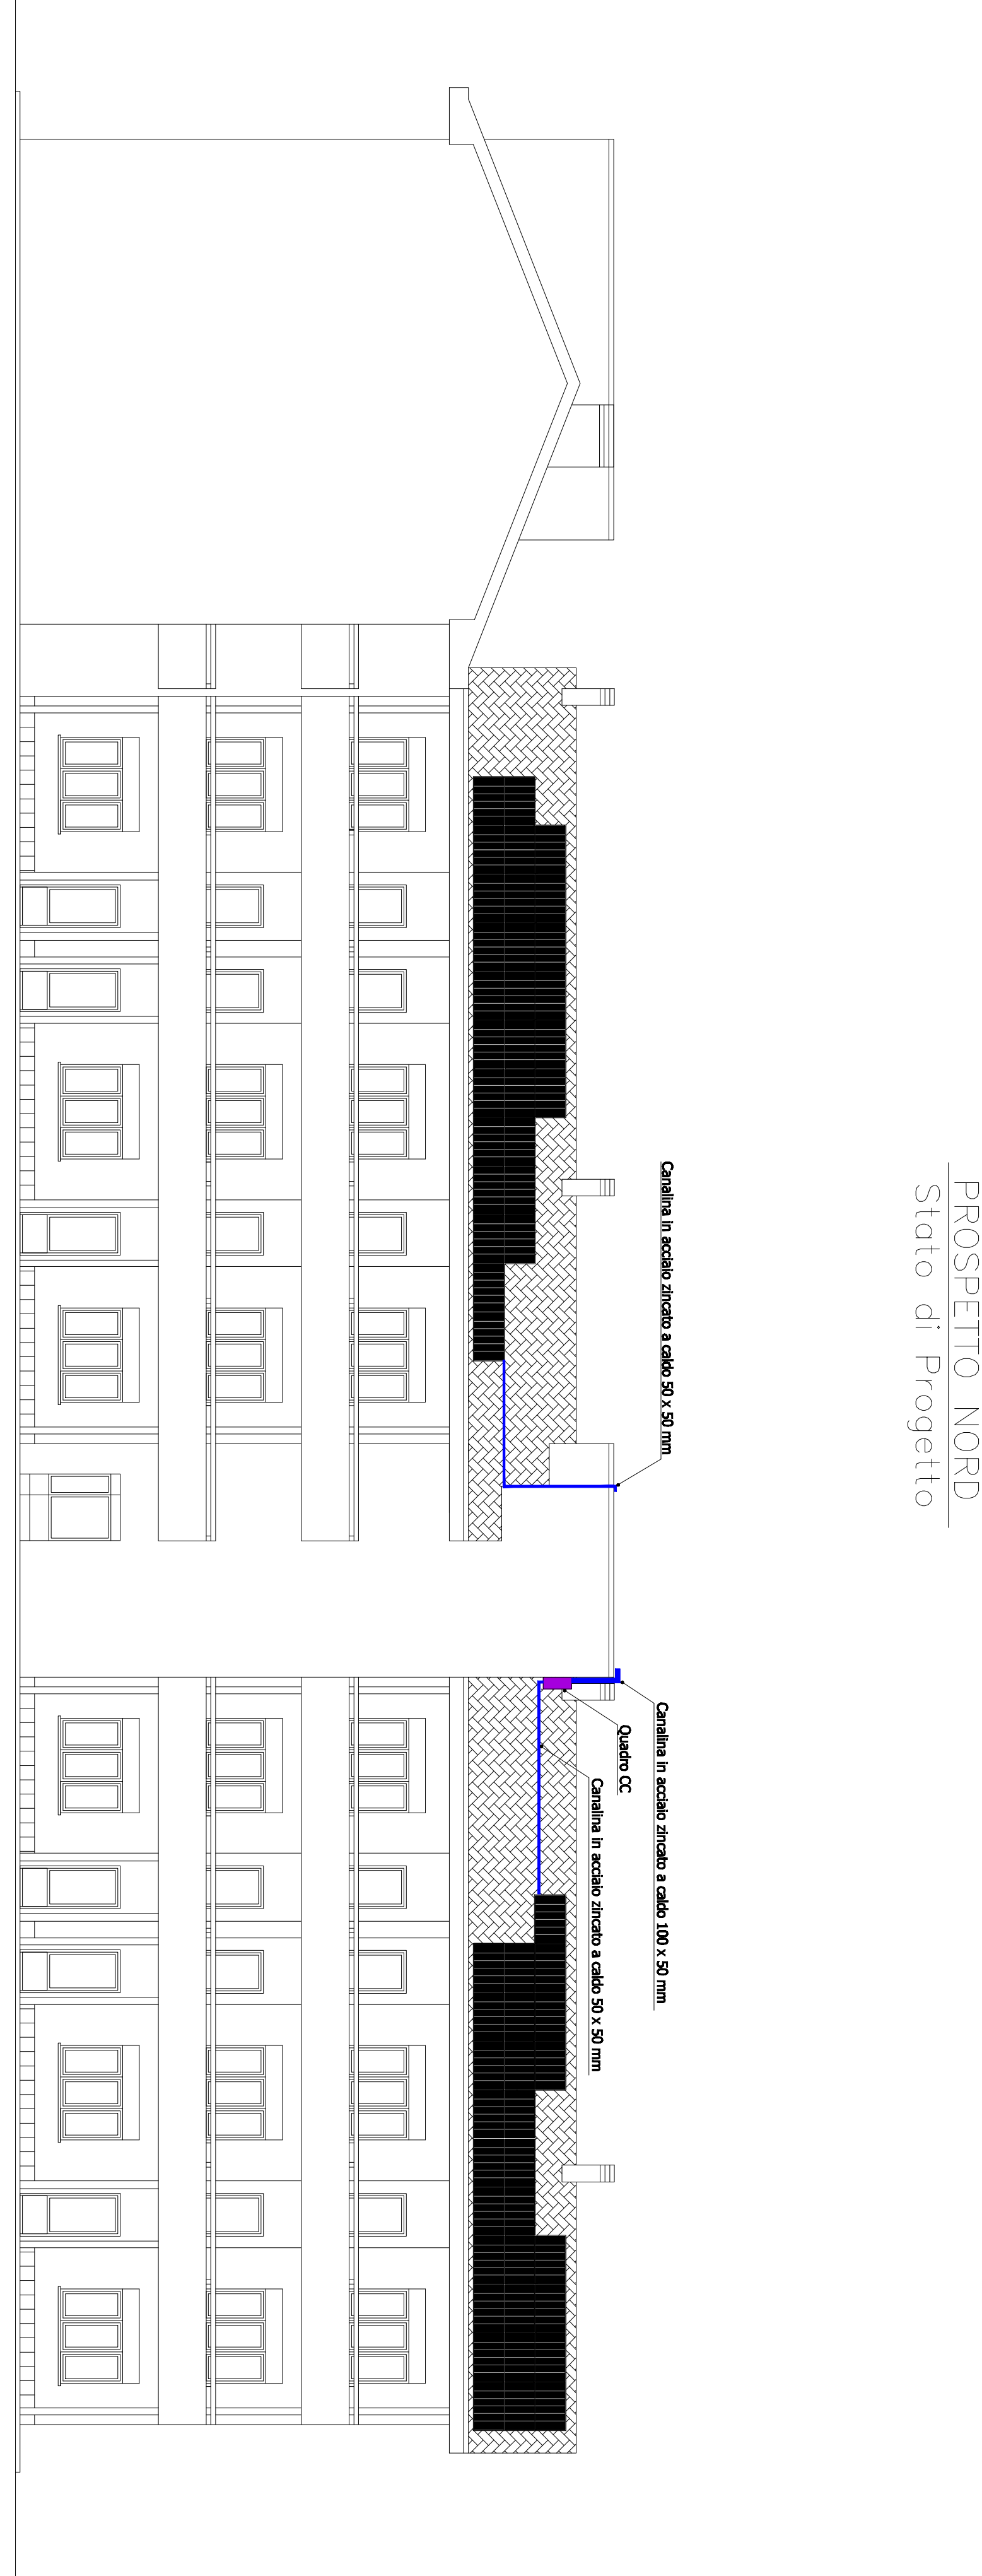 PROSPETTO NORD
Stato di Progetto
Canalina in acciaio zincato a caldo 50 x 50 mm
Canalina in acciaio zincato a caldo 100 x 50 mm
Quadro CC
Canalina in acciaio zincato a caldo 50 x 50 mm